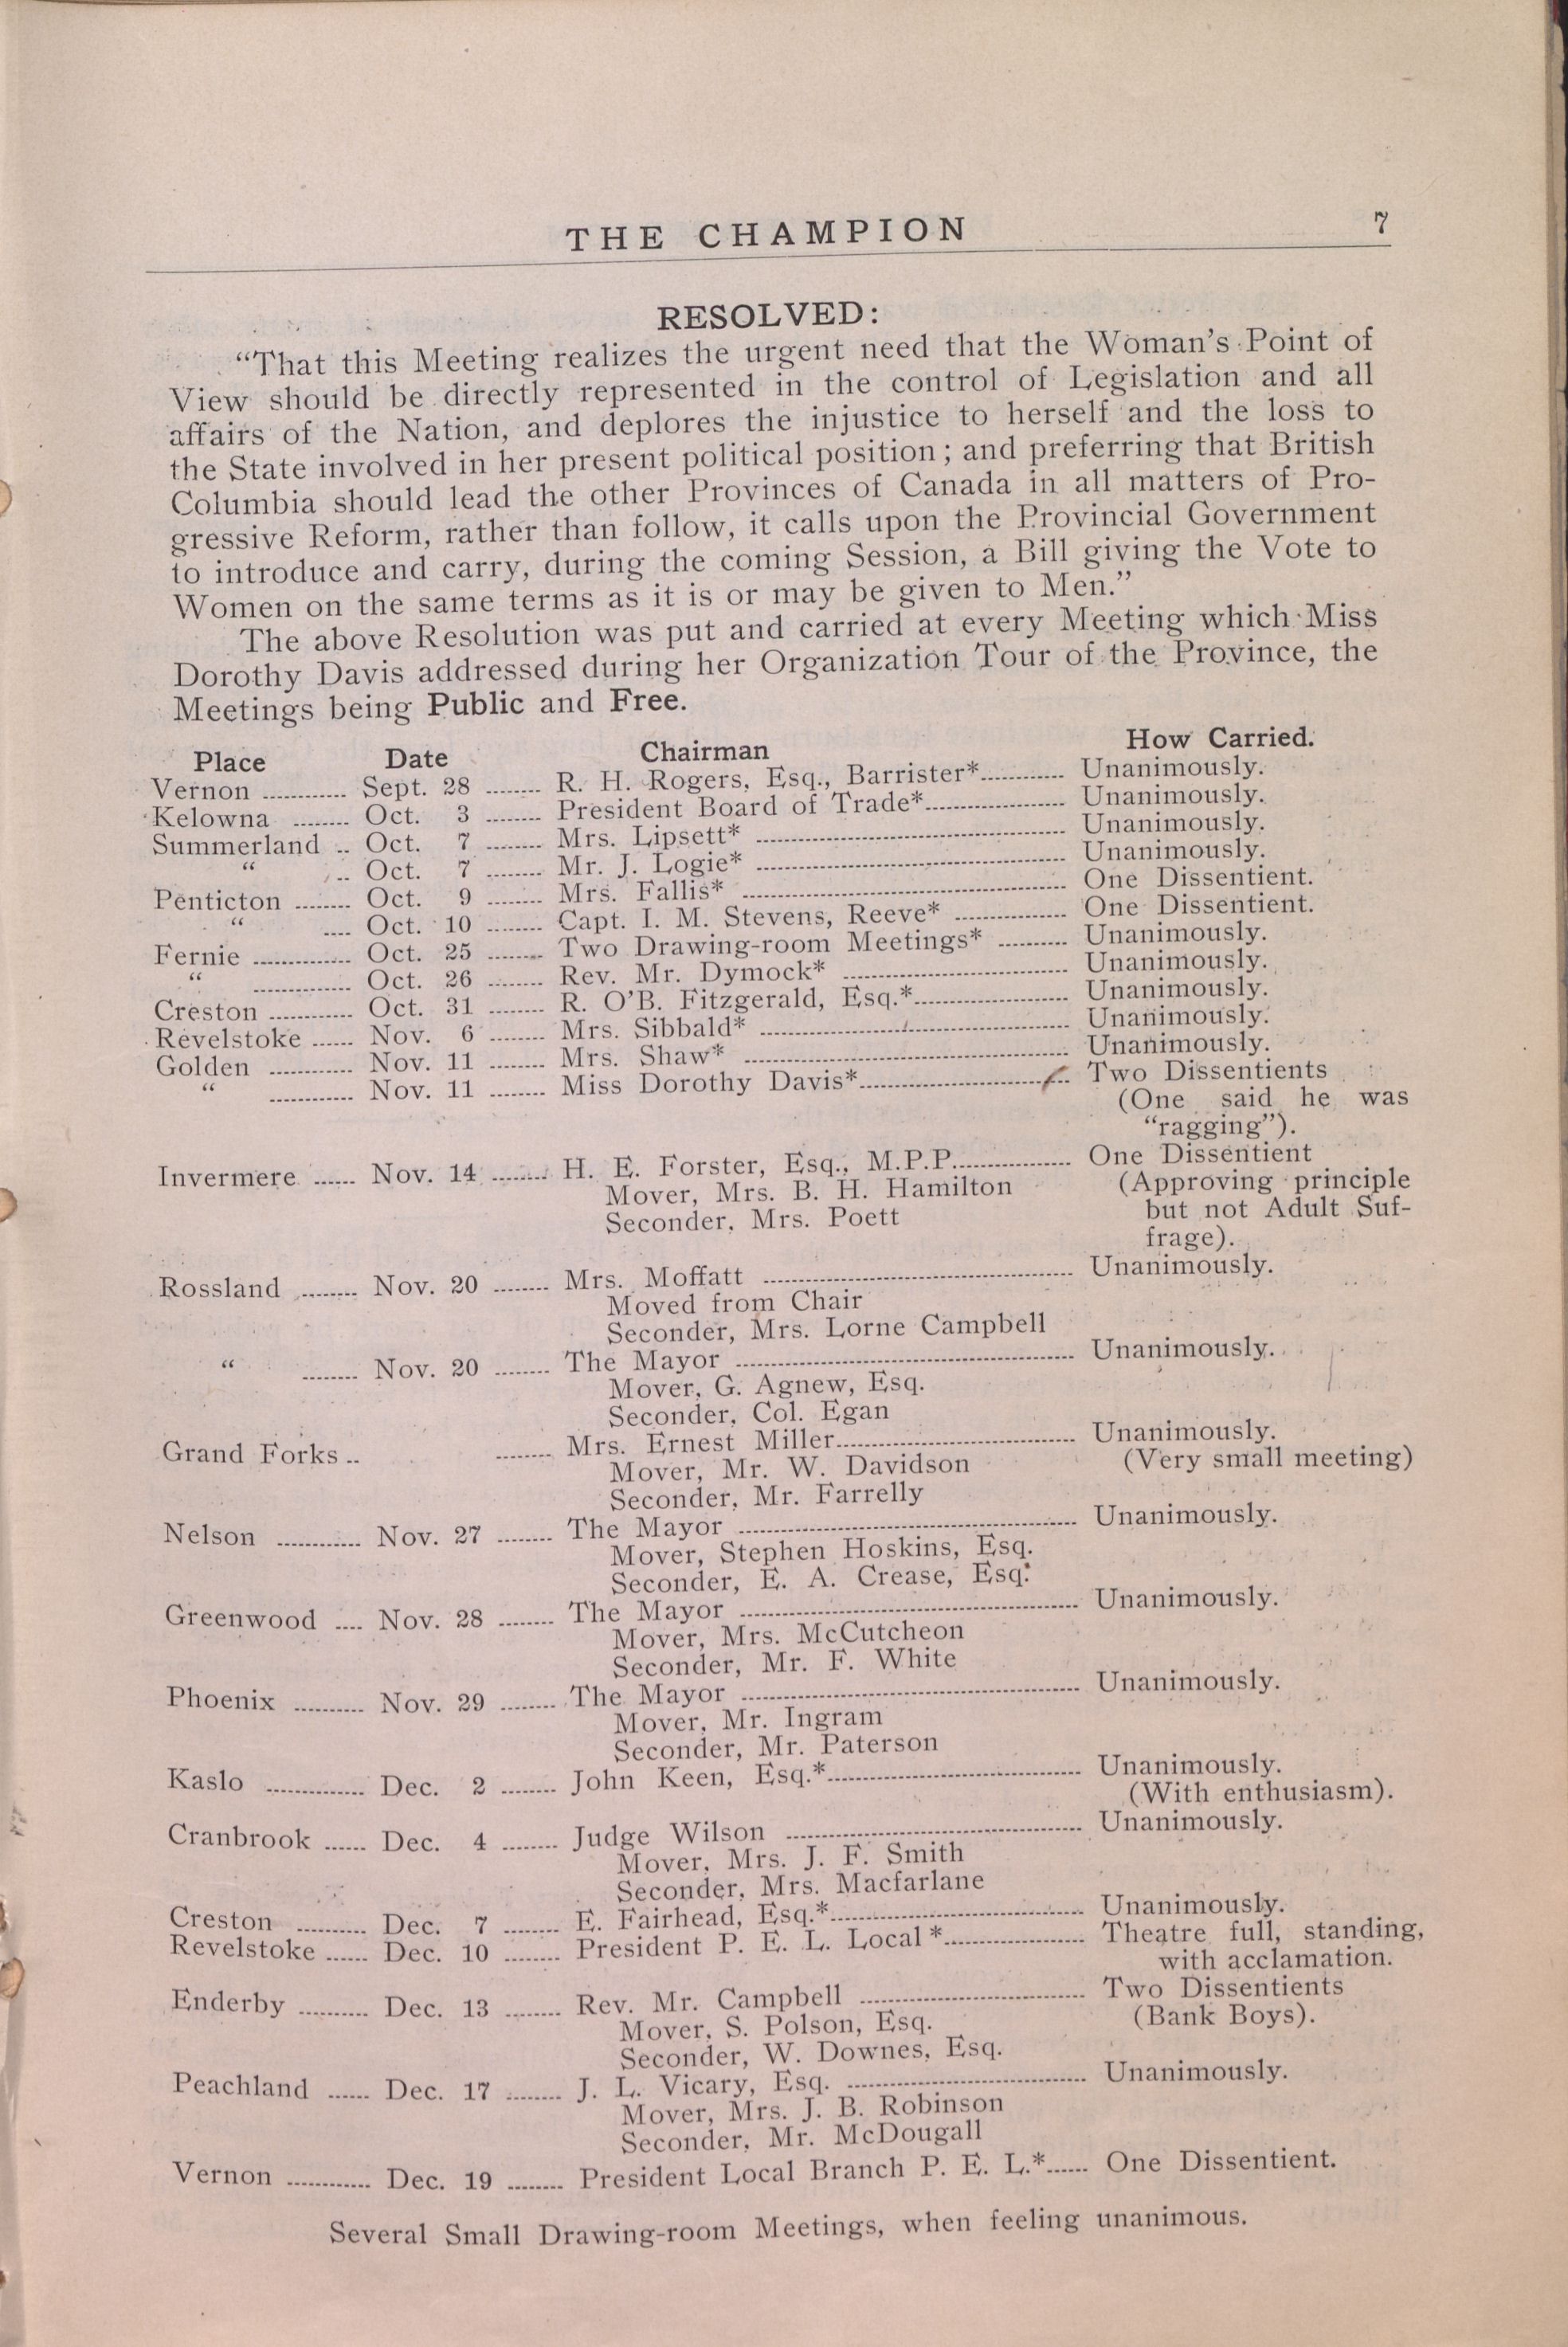 THE CHAMPION 7
RESOLVED:
"That this Meeting realizes the urgent need that the Woman's Point of
View should be directly represented in the control of Legislation and all
affairs of the Nation, and deplores the injustice to herself and the loss to
the State involved in her present political position; and preferring that British
Columbia should lead the other Provinces of Canada in all matters of Pro-
gressive Reform, rather than follow, it calls upon the Provincial Government
to introduce and carry, during the coming Session, a Bill giving the Vote to
Women on the same terms as it is or may be given to Men."
The above Resolution was put and carried at every Meeting which Miss
Dorothy Davis addressed during her Organization Tour of the Province, the
Meetings being Public and Free.
Place Date Chairman How Carried.
Vernon ............ Sept. 28 ........ R. H. Rogers, Esq., Barrister*............ Unanimously.
Kelowna ........ Oct. 3 ........ President Board of Trade*.................... Unanimously.
Summerland .. Oct. 7 ........ Mrs. Lipsett* ............................................ Unanimously.
" .. Oct. 7 ........ Mr. J. Logie* ............................................ Unanimously.
Penticton ........ Oct. 9 ........ Mrs. Fallis* .............................................. One Dissentient.
" .... Oct. 10 ........ Capt. I. M. Stevens, Reeve* ................ One Dissentient.
Fernie .............. Oct. 25 ........ Two Drawing-room Meetings* .......... Unanimously.
" .............. Oct. 26 ........ Rev. Mr. Dymock* ................................ Unanimously.
Creston ............ Oct. 31 ........ R. O'B. Fitzgerald, Esq.*...................... Unanimously.
Revelstoke ...... Nov. 6 ........ Mrs. Sibbald* ............................................ Unanimously.
Golden ............ Nov. 11 ........ Mrs. Shaw* .............................................. Unanimously.
" ............ Nov. 11 ........ Miss Dorothy Davis*.............................. Two Dissentients
(One said he was
"ragging").
Invermere ...... Nov. 14 ........ H. E. Forster, Esq., M.P.P................. One Dissentient
Mover, Mrs. B. H. Hamilton (Approving principle
Seconder, Mrs. Poett but not Adult Suf-
frage).
Rossland ........ Nov. 20 ........ Mrs. Moffatt ............................................ Unanimously.
Moved from Chair
Seconder, Mrs. Lorne Campbell
" ........ Nov. 20 ........ The Mayor ................................................ Unanimously.
Mover, G. Agnew, Esq.
Seconder, Col. Egan
Grand Forks .. ........ Mrs. Ernest Miller.................................. Unanimously.
Mover, Mr. W. Davidson (Very small meeting)
Seconder, Mr. Farrelly
Nelson ............ Nov. 27 ........ The Mayor ................................................ Unanimously.
Mover, Stephen Hoskins, Esq.
Seconder, E. A. Crease, Esq.
Greenwood .... Nov. 28 ........ The Mayor ................................................ Unanimously.
Mover, Mrs. McCutcheon
Seconder, Mr. F. White
Phoenix .......... Nov. 29 ........ The Mayor ................................................ Unanimously.
Mover, Mr. Ingram
Seconder, Mr. Paterson
Kaslo .............. Dec. 2 ........ John Keen, Esq.*.................................... Unanimously.
(With enthusiasm).
Cranbrook ...... Dec. 4 ........ Judge Wilson .......................................... Unanimously.
Mover, Mrs. J. F. Smith
Seconder, Mrs. Macfarlane
Creston .......... Dec. 7 ........ E. Fairhead, Esq.*.................................... Unanimously.
Revelstoke ...... Dec. 10 ........ President P. E. L. Local*.................... Theatre full, standing,
with acclamation.
Enderby .......... Dec. 13 ........ Rev. Mr. Campbell ................................ Two Dissentients
Mover, S. Polson, Esq. (Bank Boys).
Seconder, W. Downes, Esq.
Peachland ...... Dec. 17 ........ J. L. Vicary, Esq. .................................. Unanimously.
Mover, Mrs. J. B. Robinson
Seconder, Mr. McDougall
Vernon ............ Dec. 19 ........ President Local Branch P. E. L.*...... One Dissentient.
Several Small Drawing-room Meetings, when feeling unanimous.